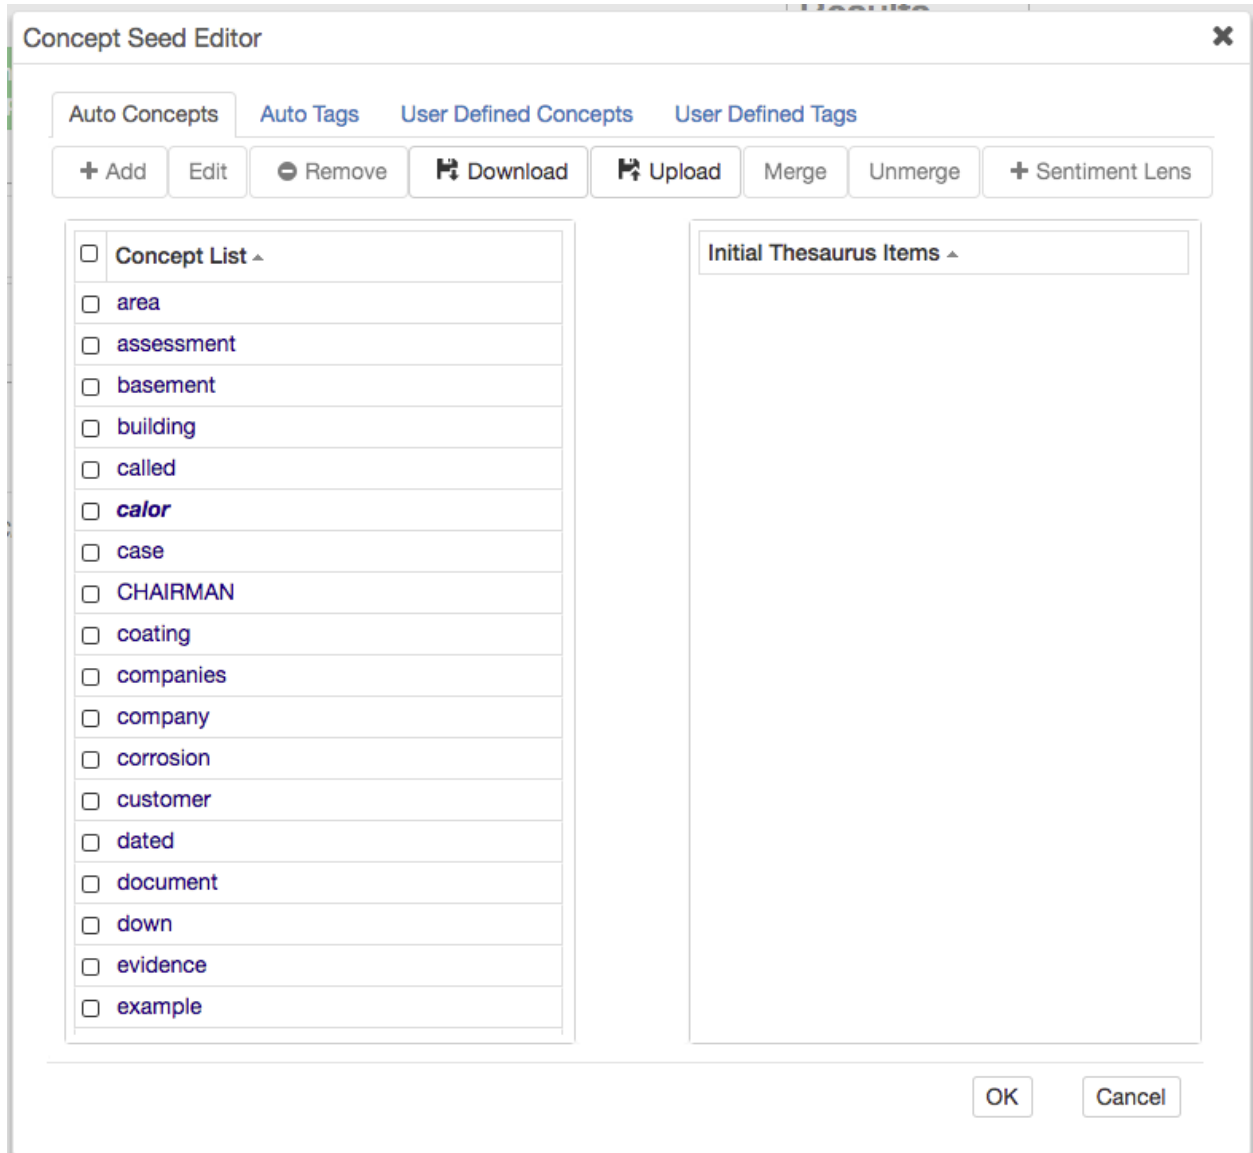 Results
Concept Seed Editor
Auto Concepts Auto Tags User Defined Concepts User Defined Tags
Add Edit Remove Download Upload Merge Unmerge Sentiment Lens
Concept List
Initial Thesaurus Items
area
assessment
basement
building
called
calor
case
CHAIRMAN
coating
companies
company
corrosion
customer
dated
document
down
evidence
example
OK Cancel